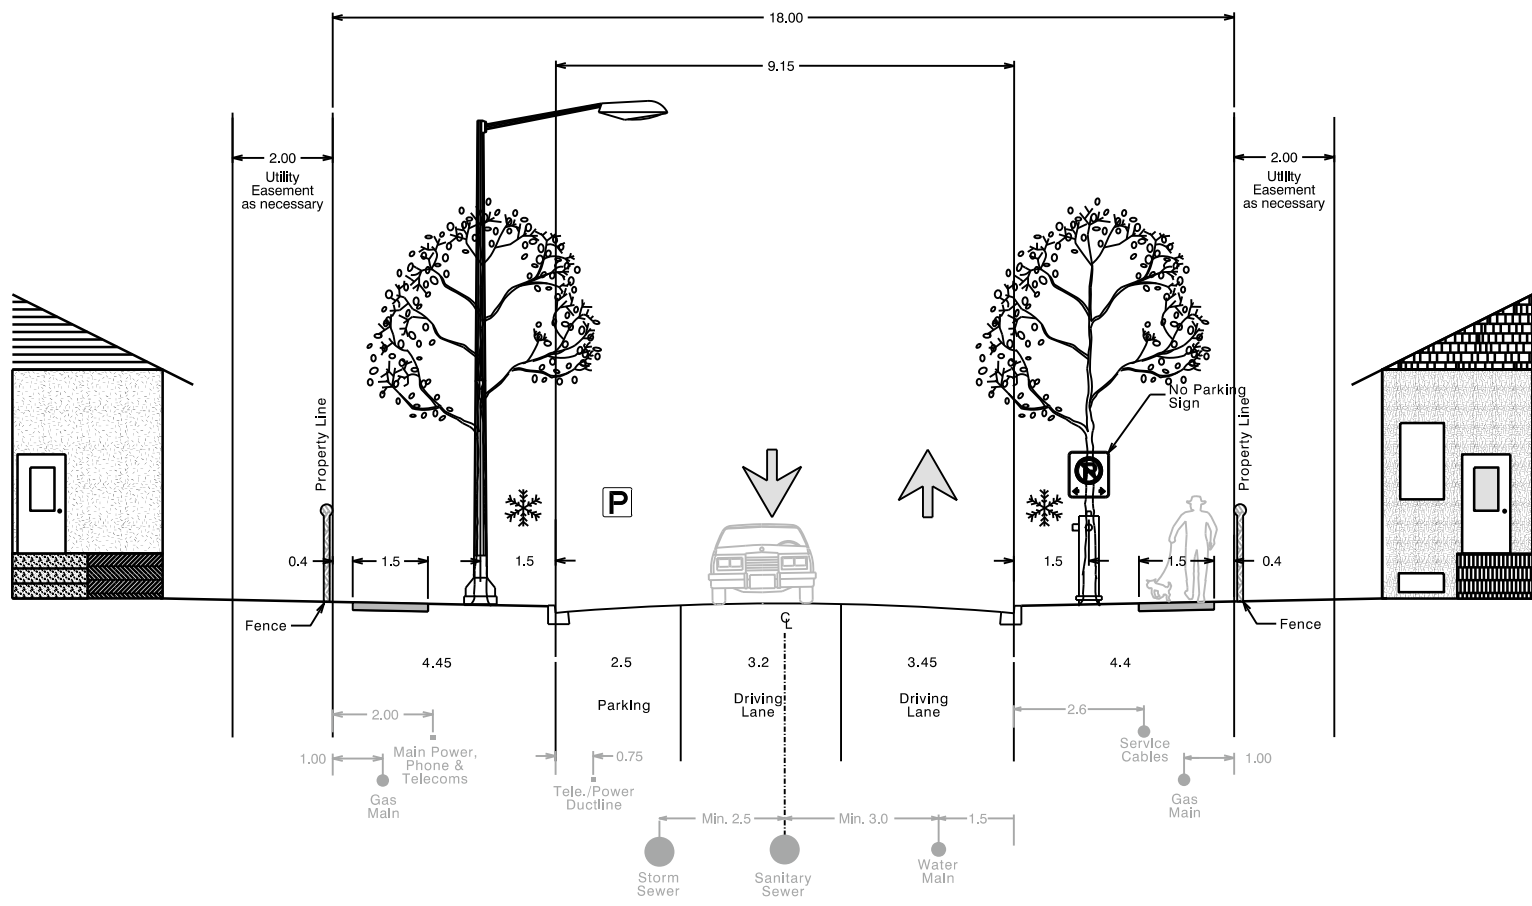 18.00
9.15
2.00
Utility
Easement
as necessary
2.00
Utility
Easement
as necessary
No Parking
Sign
Property Line
Property Line
P
P
0.4
1.5
1.5
1.5
1.5
0.4
Fence
Fence
CL
4.45
2.5
3.2
3.45
4.4
Parking
Driving
Lane
Driving
Lane
2.00
Main Power,
Phone &
Telecoms
1.00
Gas
Main
0.75
Tele./Power
Ductline
2.6
Service
Cables
1.00
Gas
Main
Min. 2.5
Min. 3.0
1.5
Storm
Sewer
Sanitary
Sewer
Water
Main